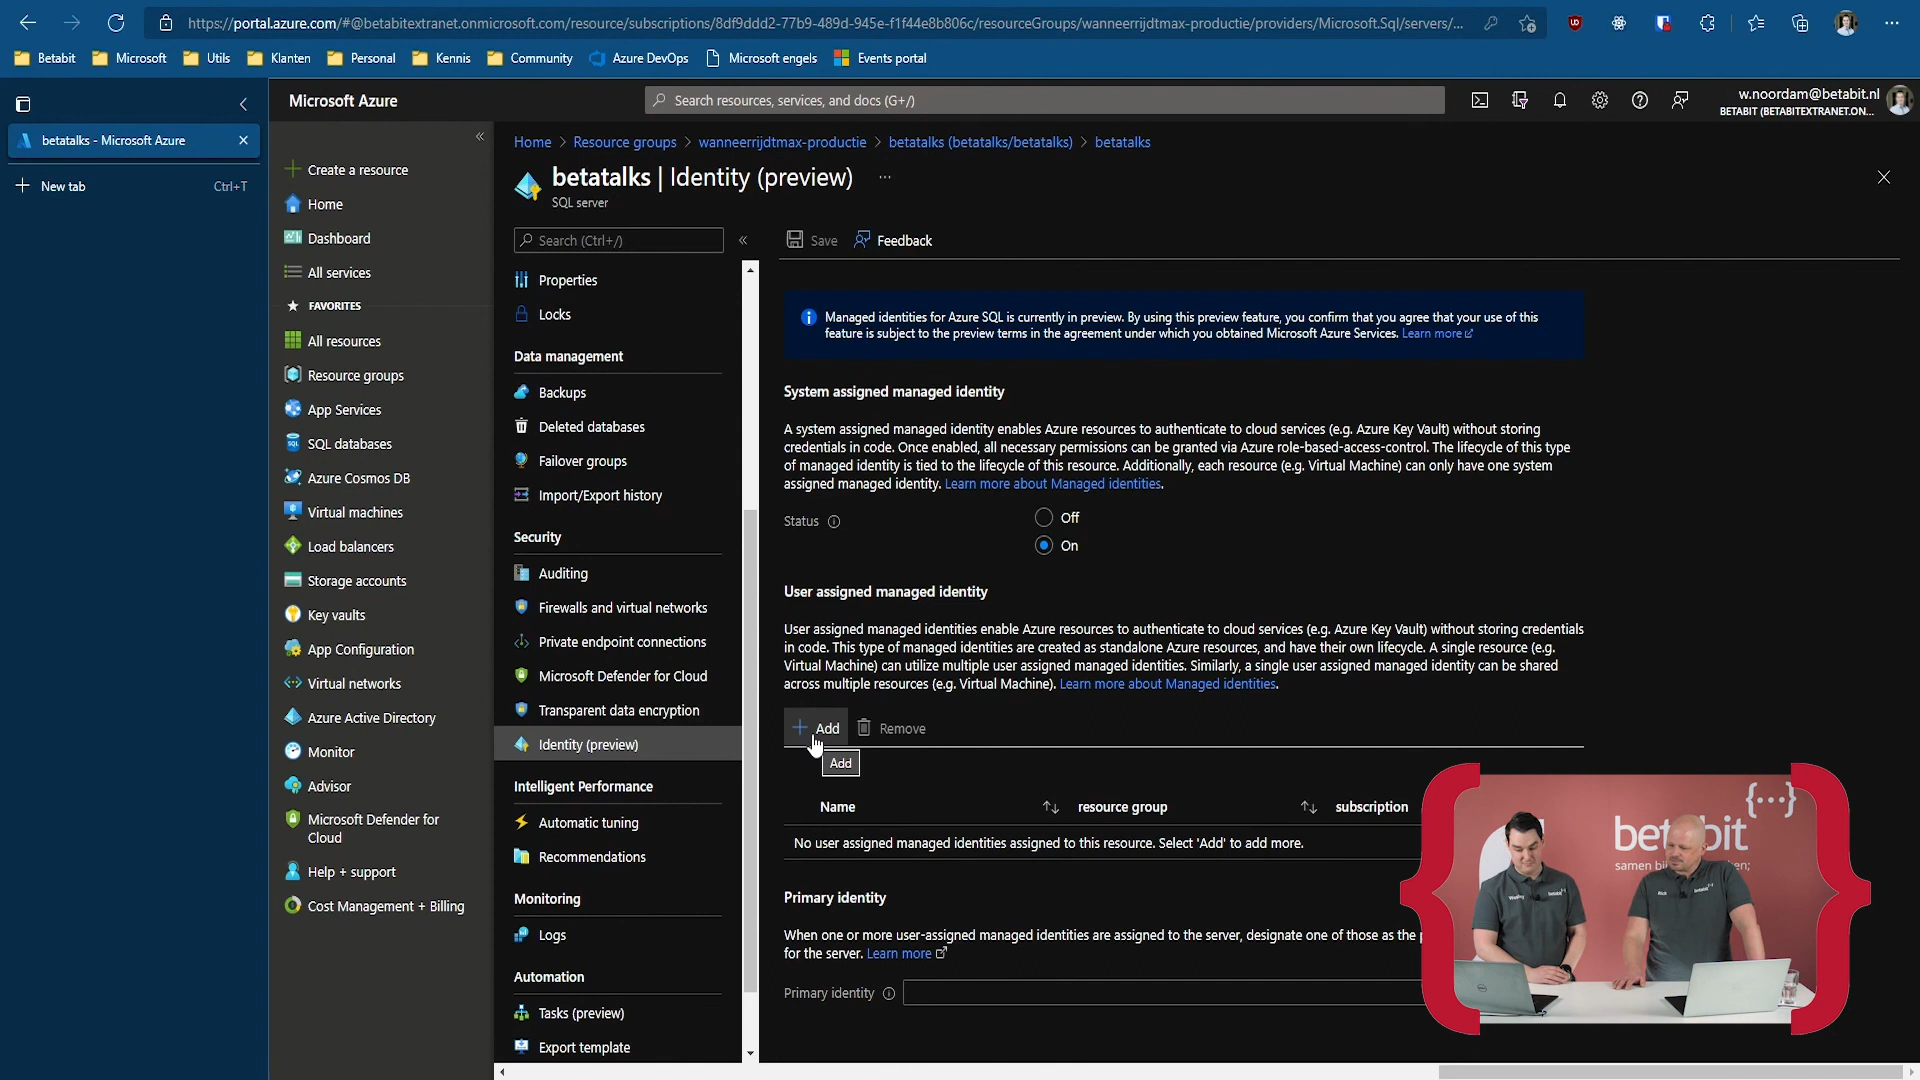 https://portal.azure.com/#@betabitextranet.onmicrosoft.com/resource/subscriptions/8df9ddd2-77b9-489d-945e-f1f44e8b806c/resourceGroups/wanneerrijdtmax-productie/providers/Microsoft.Sql/servers/...
Betabit
Microsoft
Utils
Klanten
Personal
Kennis
Community
Azure DevOps
Microsoft engels
Events portal
betatalks - Microsoft Azure
New tab
Ctrl+T
Microsoft Azure
Search resources, services, and docs (G+/)
w.noordam@betabit.nl
BETABIT (BETABITEXTRANET.ON...
Create a resource
Home
Dashboard
All services
FAVORITES
All resources
Resource groups
App Services
SQL databases
Azure Cosmos DB
Virtual machines
Load balancers
Storage accounts
Key vaults
App Configuration
Virtual networks
Azure Active Directory
Monitor
Advisor
Microsoft Defender for
Cloud
Help + support
Cost Management + Billing
Home > Resource groups > wanneerrijdtmax-productie > betatalks (betatalks/betatalks) > betatalks
betatalks | Identity (preview) ...
SQL server
Search (Ctrl+/)
Properties
Locks
Data management
Backups
Deleted databases
Failover groups
Import/Export history
Security
Auditing
Firewalls and virtual networks
Private endpoint connections
Microsoft Defender for Cloud
Transparent data encryption
Identity (preview)
Intelligent Performance
Automatic tuning
Recommendations
Monitoring
Logs
Automation
Tasks (preview)
Export template
Save
Feedback
Managed identities for Azure SQL is currently in preview. By using this preview feature, you confirm that you agree that your use of this
feature is subject to the preview terms in the agreement under which you obtained Microsoft Azure Services. Learn more
System assigned managed identity
A system assigned managed identity enables Azure resources to authenticate to cloud services (e.g. Azure Key Vault) without storing
credentials in code. Once enabled, all necessary permissions can be granted via Azure role-based-access-control. The lifecycle of this type
of managed identity is tied to the lifecycle of this resource. Additionally, each resource (e.g. Virtual Machine) can only have one system
assigned managed identity. Learn more about Managed identities.
Status
Off
On
User assigned managed identity
User assigned managed identities enable Azure resources to authenticate to cloud services (e.g. Azure Key Vault) without storing credentials
in code. This type of managed identities are created as standalone Azure resources, and have their own lifecycle. A single resource (e.g.
Virtual Machine) can utilize multiple user assigned managed identities. Similarly, a single user assigned managed identity can be shared
across multiple resources (e.g. Virtual Machine). Learn more about Managed identities.
Add
Remove
Add
Name
resource group
subscription
No user assigned managed identities assigned to this resource. Select 'Add' to add more.
Primary identity
When one or more user-assigned managed identities are assigned to the server, designate one of those as the
for the server. Learn more
Primary identity
{...}
samen